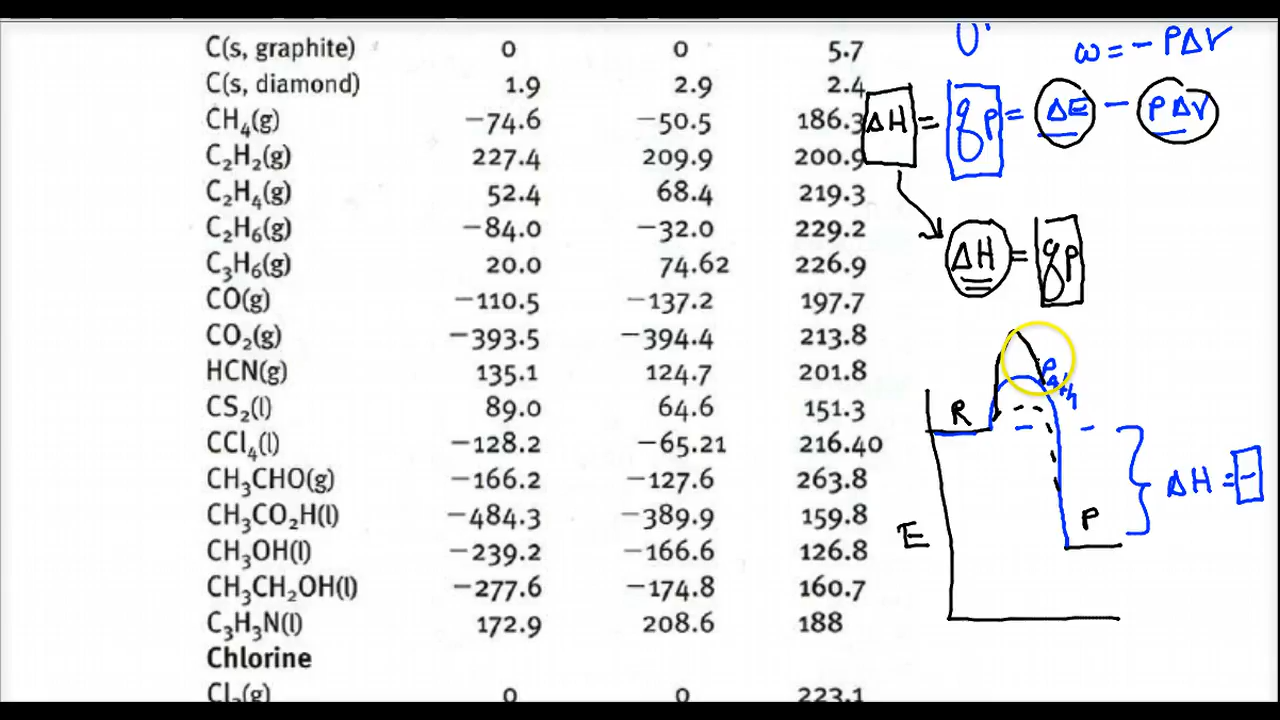 C(s, graphite) 0 0 5.7
C(s, diamond) 1.9 2.9 2.4
CH₄(g) −74.6 −50.5 186.3
C₂H₂(g) 227.4 209.9 200.9
C₂H₄(g) 52.4 68.4 219.3
C₂H₆(g) −84.0 −32.0 229.2
C₃H₆(g) 20.0 74.62 226.9
CO(g) −110.5 −137.2 197.7
CO₂(g) −393.5 −394.4 213.8
HCN(g) 135.1 124.7 201.8
CS₂(l) 89.0 64.6 151.3
CCl₄(l) −128.2 −65.21 216.40
CH₃CHO(g) −166.2 −127.6 263.8
CH₃CO₂H(l) −484.3 −389.9 159.8
CH₃OH(l) −239.2 −166.6 126.8
CH₃CH₂OH(l) −277.6 −174.8 160.7
C₃H₃N(l) 172.9 208.6 188
Chlorine
Cl₂(g) 0 0 223.1
ω = − PΔV
ΔH = qp = ΔE − PΔV
ΔH = qp
Path
R
ΔH = −
P
E